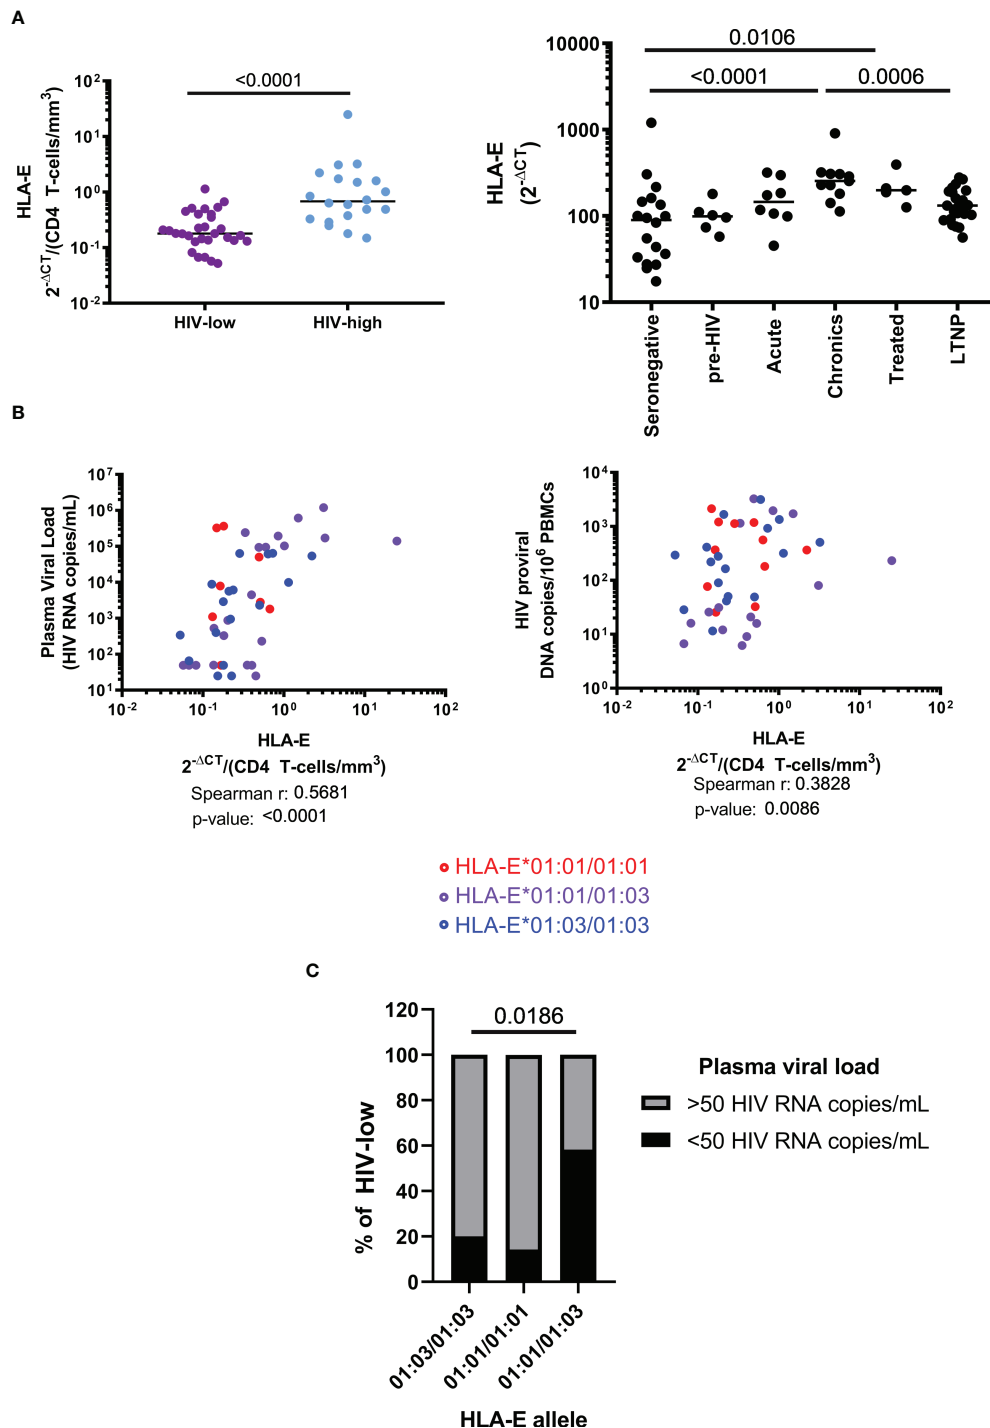 A
HLA-E
2-ΔCT/(CD4 T-cells/mm3)
102
101
100
10-1
10-2
<0.0001
HIV-low
HIV-high
HLA-E
(2-ΔCT)
10000
1000
100
10
0.0106
<0.0001
0.0006
Seronegative
pre-HIV
Acute
Chronics
Treated
LTNP
B
Plasma Viral Load
(HIV RNA copies/mL)
107
106
105
104
103
102
101
10-2
10-1
100
101
102
HLA-E
2-ΔCT/(CD4 T-cells/mm3)
Spearman r: 0.5681
p-value: <0.0001
HIV proviral
DNA copies/106 PBMCs
104
103
102
101
100
10-2
10-1
100
101
102
HLA-E
2-ΔCT/(CD4 T-cells/mm3)
Spearman r: 0.3828
p-value: 0.0086
HLA-E*01:01/01:01
HLA-E*01:01/01:03
HLA-E*01:03/01:03
C
% of HIV-low
120
100
80
60
40
20
0
0.0186
01:03/01:03
01:01/01:01
01:01/01:03
HLA-E allele
Plasma viral load
>50 HIV RNA copies/mL
<50 HIV RNA copies/mL